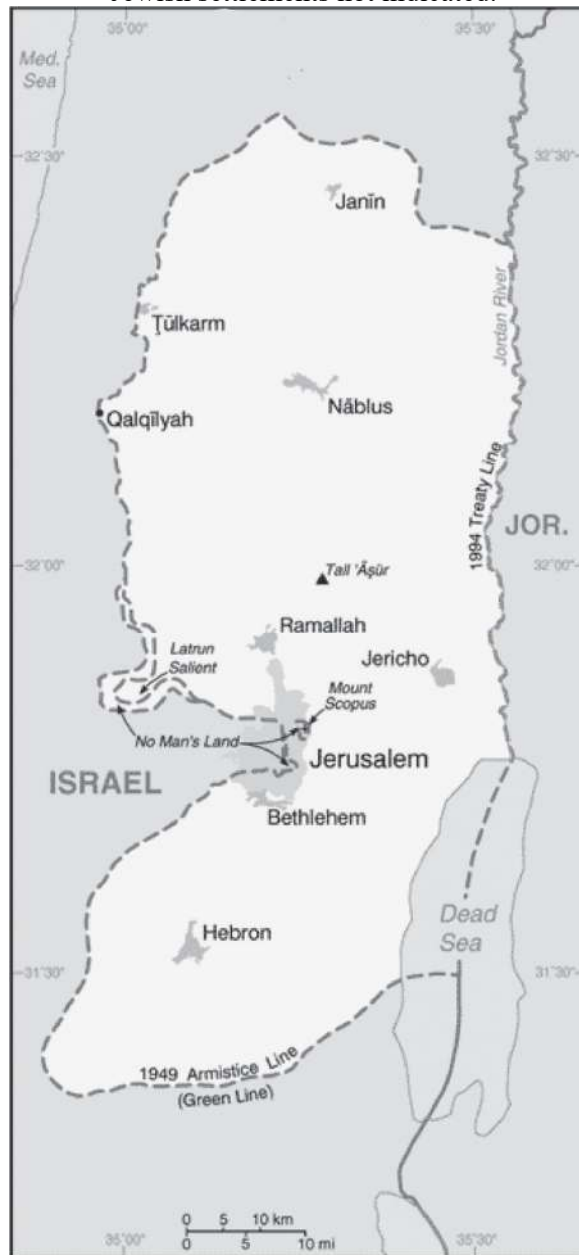 35°00'
35°30'
Med.
Sea
32°30'
32°30'
Janīn
Jordan River
Ţūlkarm
Nāblus
Qalqīlyah
1994 Treaty Line
JOR.
32°00'
32°00'
Tall 'Āşūr
Ramallah
Latrun
Salient
Jericho
Mount
Scopus
No Man's Land
Jerusalem
ISRAEL
Bethlehem
Dead
Sea
Hebron
31°30'
31°30'
1949 Armistice Line
(Green Line)
0 5 10 km
0 5 10 mi
35°00'
35°30'